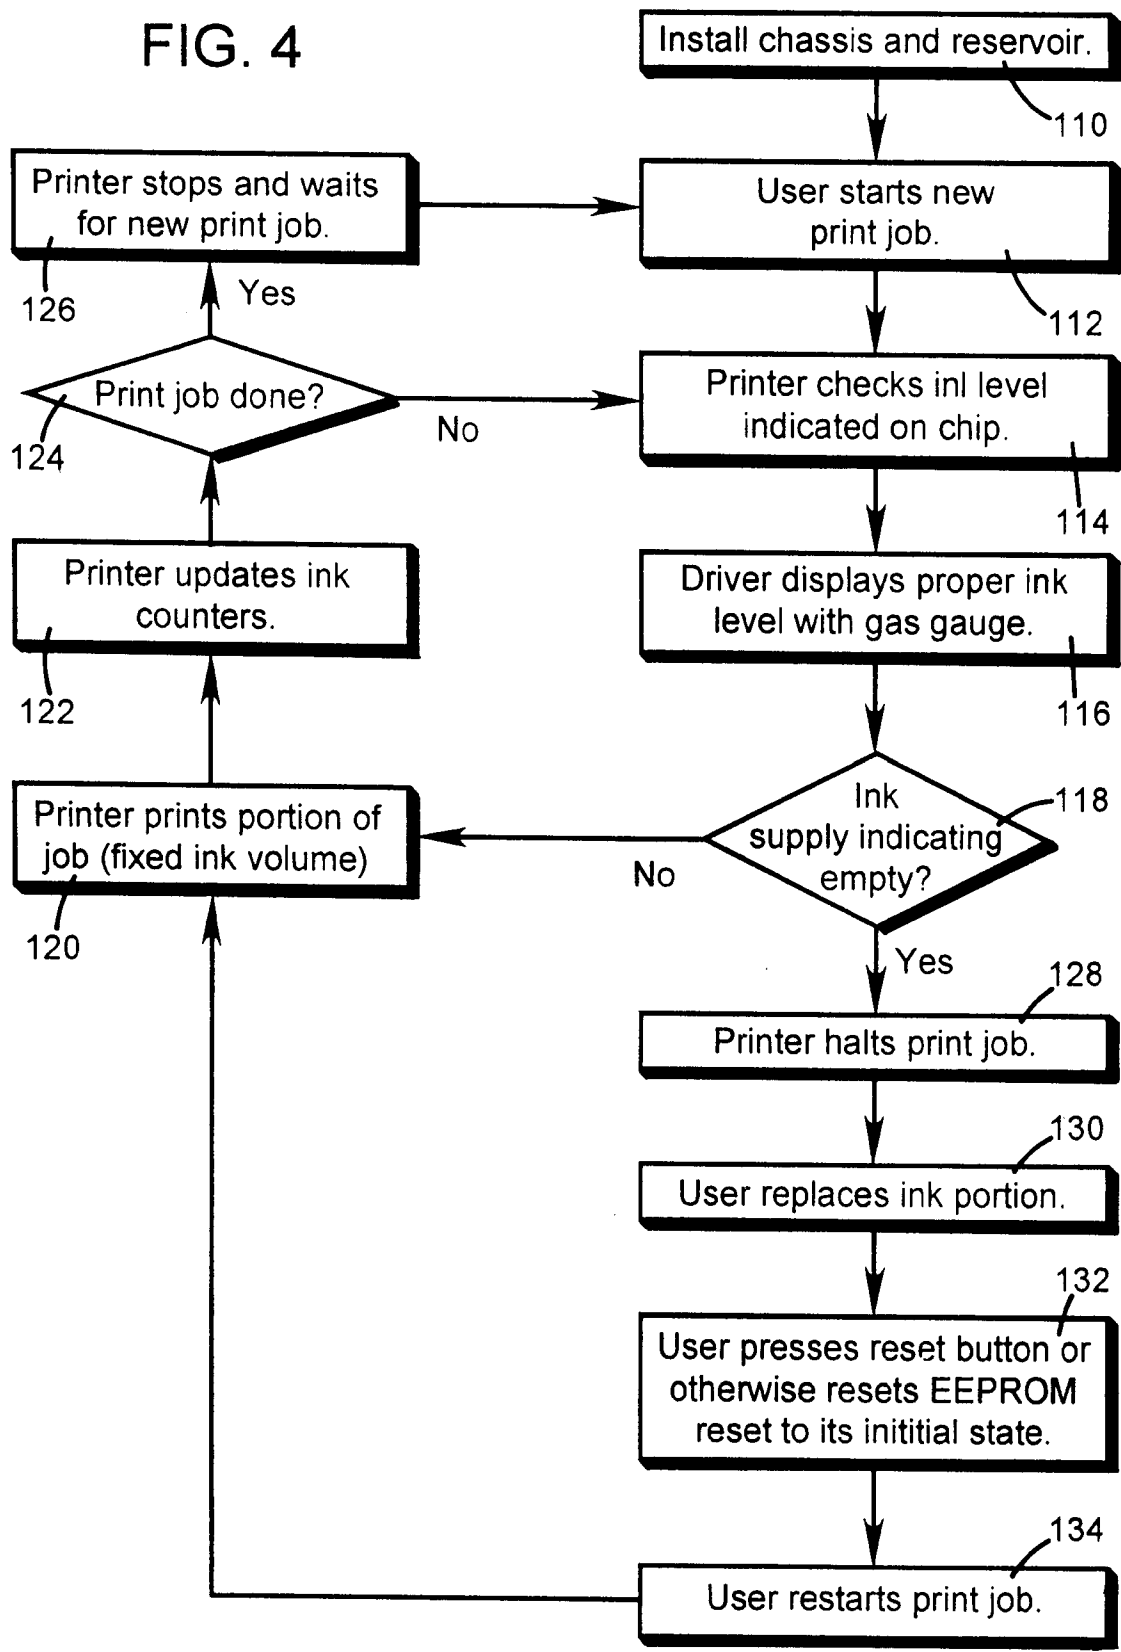 FIG. 4
Install chassis and reservoir.
110
User starts new
print job.
112
Printer checks inl level
indicated on chip.
114
Driver displays proper ink
level with gas gauge.
116
Ink
supply indicating
empty?
118
No
Yes
Printer prints portion of
job (fixed ink volume)
120
Printer updates ink
counters.
122
Print job done?
124
No
Yes
Printer stops and waits
for new print job.
126
128
Printer halts print job.
130
User replaces ink portion.
132
User presses reset button or
otherwise resets EEPROM
reset to its inititial state.
134
User restarts print job.